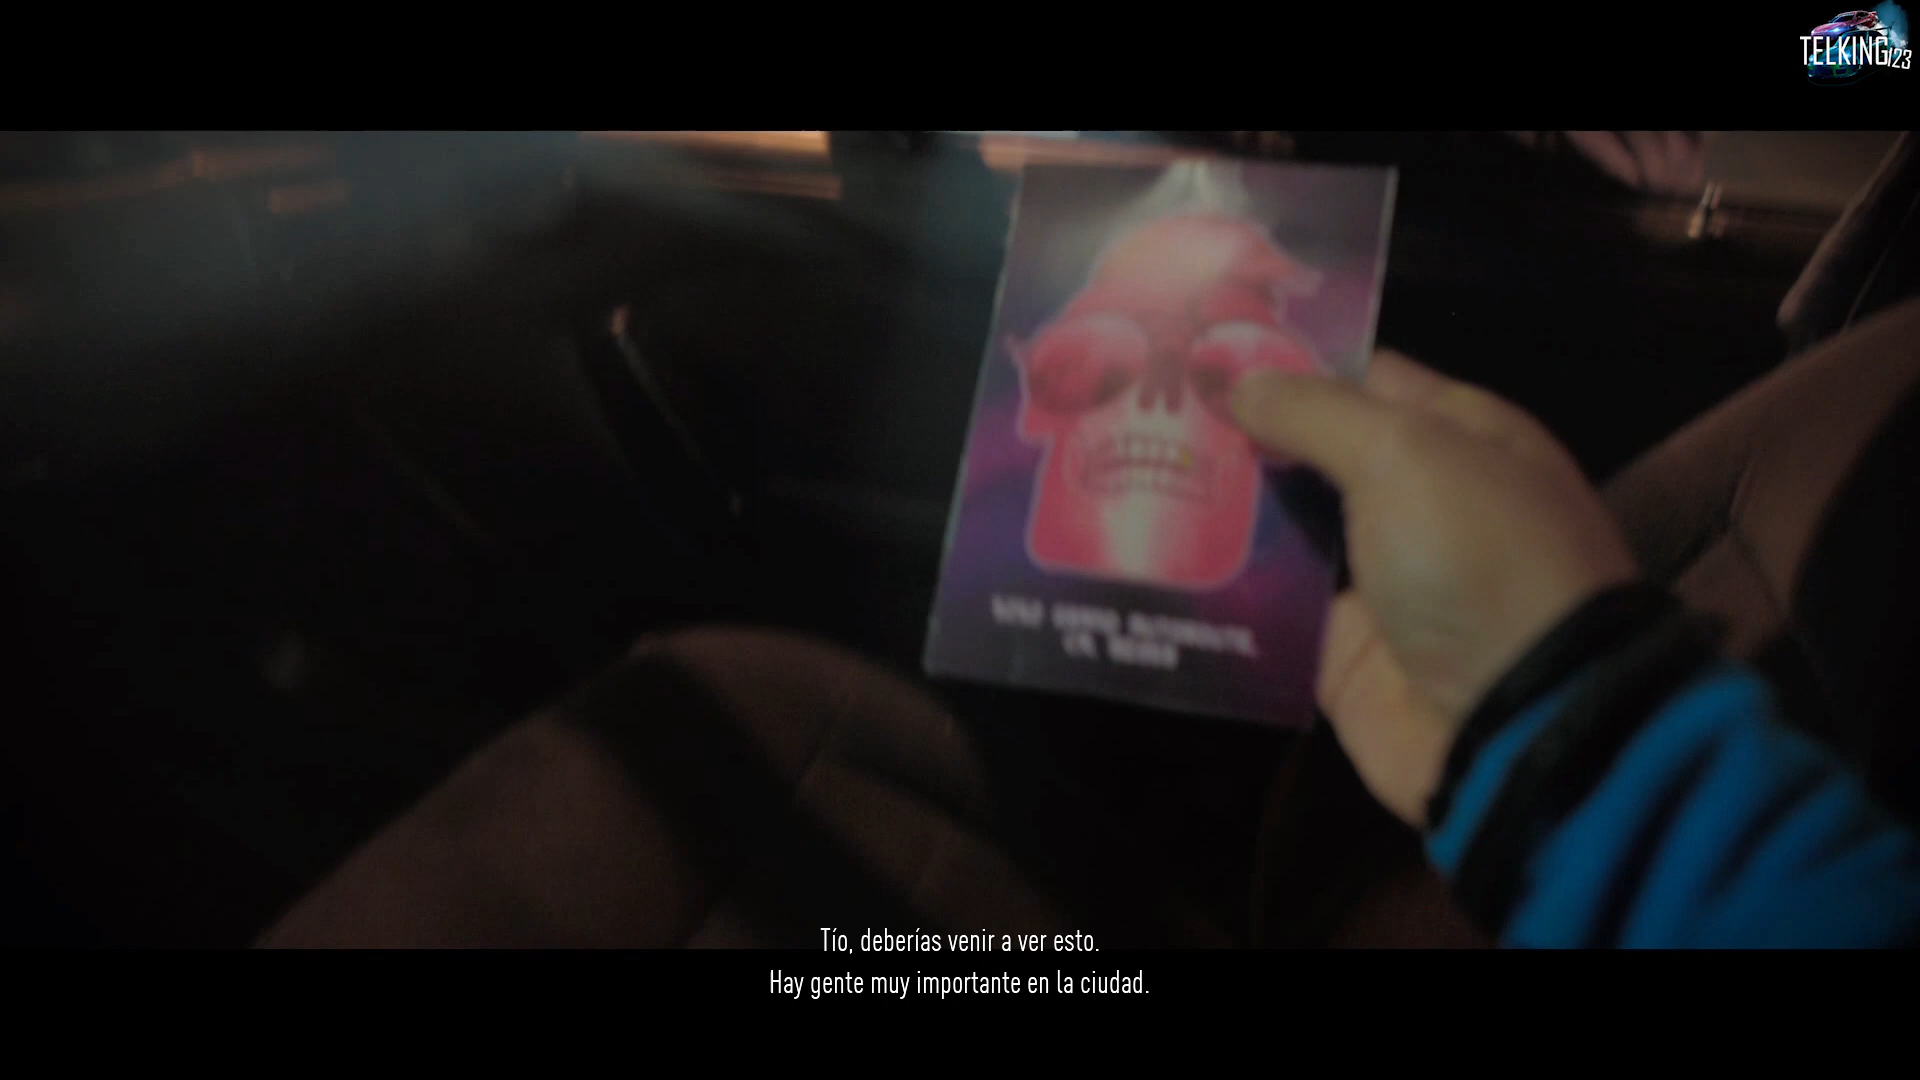 TELKING123
Tío, deberías venir a ver esto.
Hay gente muy importante en la ciudad.